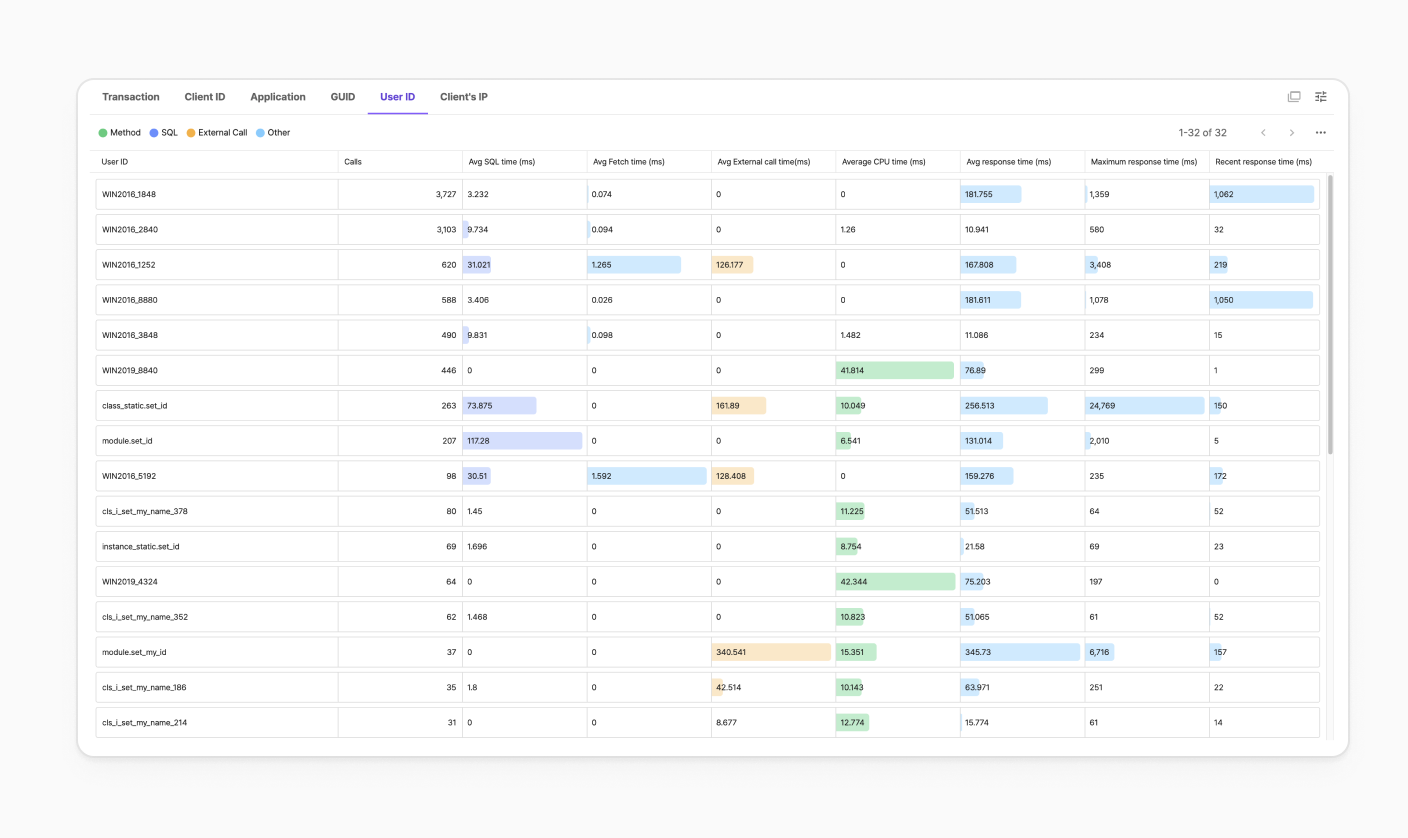 Transaction Client ID Application GUID User ID Client's IP
Method SQL External Call Other 1-32 of 32
User ID Calls Avg SQL time (ms) Avg Fetch time (ms) Avg External call time(ms) Average CPU time (ms) Avg response time (ms) Maximum response time (ms) Recent response time (ms)
WIN2016_1848 3,727 3.232 0.074 0 0 181.755 1,359 1,062
WIN2016_2840 3,103 9.734 0.094 0 1.26 10.941 580 32
WIN2016_1252 620 31.021 1.265 126.177 0 167.808 3,408 219
WIN2016_8880 588 3.406 0.026 0 0 181.611 1,078 1,050
WIN2016_3848 490 9.831 0.098 0 1.482 11.086 234 15
WIN2019_8840 446 0 0 0 41.814 76.89 299 1
class_static.set_id 263 73.875 0 161.89 10.049 256.513 24,769 150
module.set_id 207 117.28 0 0 6.541 131.014 2,010 5
WIN2016_5192 98 30.51 1.592 128.408 0 159.276 235 172
cls_i_set_my_name_378 80 1.45 0 0 11.225 51.513 64 52
instance_static.set_id 69 1.696 0 0 8.754 21.58 69 23
WIN2019_4324 64 0 0 0 42.344 75.203 197 0
cls_i_set_my_name_352 62 1.468 0 0 10.823 51.065 61 52
module.set_my_id 37 0 0 340.541 15.351 345.73 6,716 157
cls_i_set_my_name_186 35 1.8 0 42.514 10.143 63.971 251 22
cls_i_set_my_name_214 31 0 0 8.677 12.774 15.774 61 14